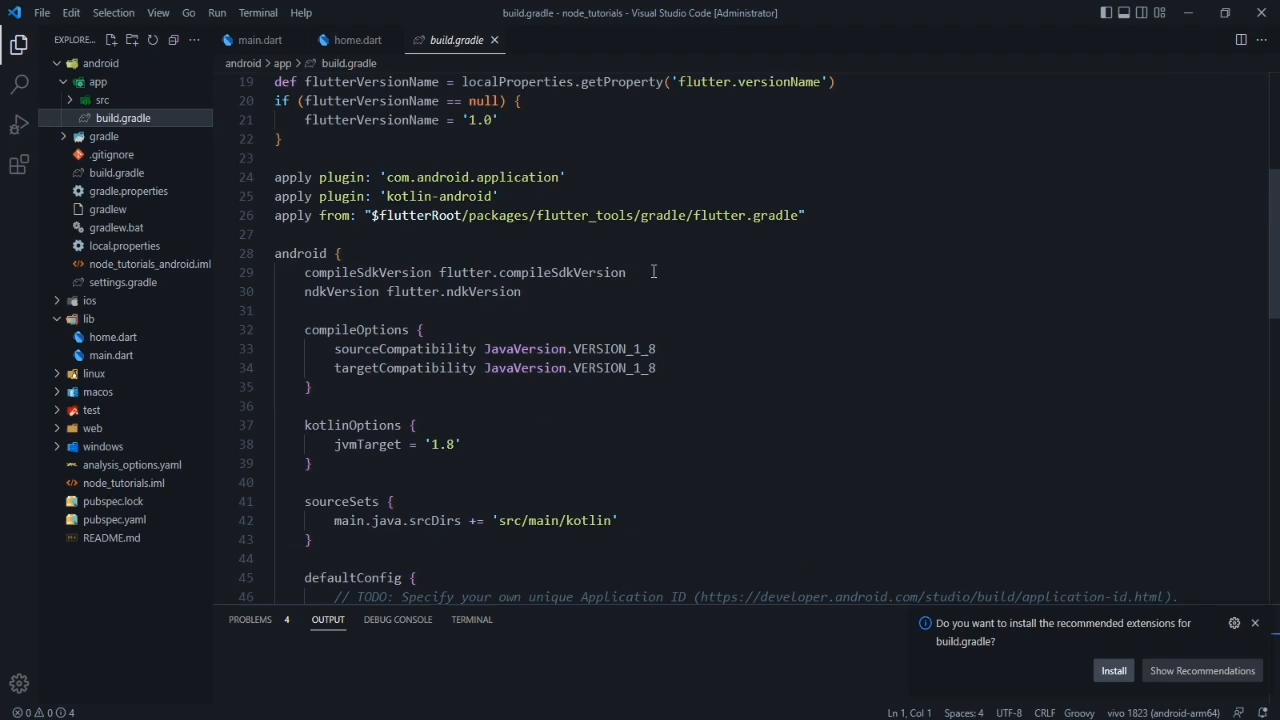 File Edit Selection View Go Run Terminal Help
build.gradle - node_tutorials - Visual Studio Code [Administrator]
EXPLORE...
main.dart
home.dart
build.gradle
android > app > build.gradle
android
app
src
build.gradle
gradle
.gitignore
build.gradle
gradle.properties
gradlew
gradlew.bat
local.properties
node_tutorials_android.iml
settings.gradle
ios
lib
home.dart
main.dart
linux
macos
test
web
windows
analysis_options.yaml
node_tutorials.iml
pubspec.lock
pubspec.yaml
README.md
19 def flutterVersionName = localProperties.getProperty('flutter.versionName')
20 if (flutterVersionName == null) {
21 flutterVersionName = '1.0'
22 }
23
24 apply plugin: 'com.android.application'
25 apply plugin: 'kotlin-android'
26 apply from: "$flutterRoot/packages/flutter_tools/gradle/flutter.gradle"
27
28 android {
29 compileSdkVersion flutter.compileSdkVersion
30 ndkVersion flutter.ndkVersion
31
32 compileOptions {
33 sourceCompatibility JavaVersion.VERSION_1_8
34 targetCompatibility JavaVersion.VERSION_1_8
35 }
36
37 kotlinOptions {
38 jvmTarget = '1.8'
39 }
40
41 sourceSets {
42 main.java.srcDirs += 'src/main/kotlin'
43 }
44
45 defaultConfig {
46 // TODO: Specify your own unique Application ID (https://developer.android.com/studio/build/application-id.html).
PROBLEMS 4 OUTPUT DEBUG CONSOLE TERMINAL
Do you want to install the recommended extensions for
build.gradle?
Install Show Recommendations
0 0 4
Ln 1, Col 1 Spaces: 4 UTF-8 CRLF Groovy vivo 1823 (android-arm64)